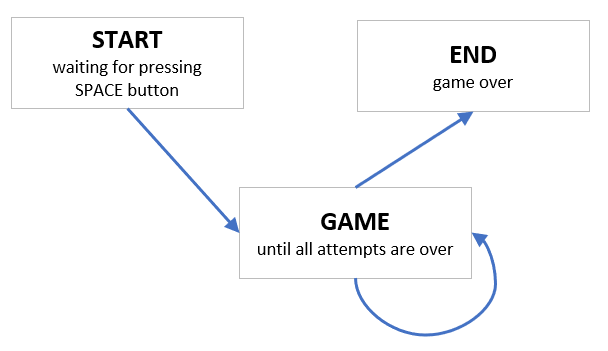 START
waiting for pressing
SPACE button
END
game over
GAME
until all attempts are over